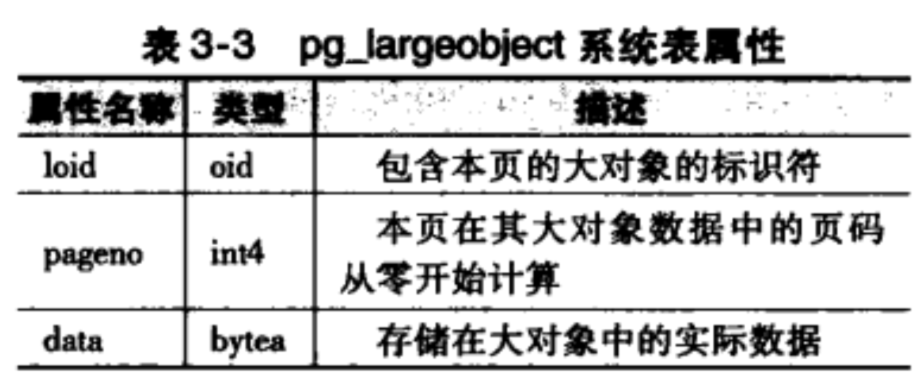 表 3-3 pg_largeobject 系统表属性
属性名称 类型 描述
loid oid 包含本页的大对象的标识符
pageno int4 本页在其大对象数据中的页码
从零开始计算
data bytea 存储在大对象中的实际数据